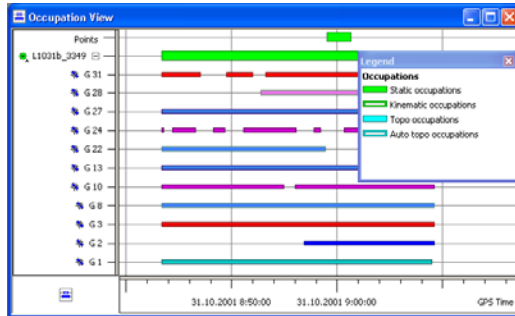 Occupation View
Points
L1031b_3349
G 31
G 28
G 27
G 24
G 22
G 13
G 10
G 8
G 3
G 2
G 1
Legend
Occupations
Static occupations
Kinematic occupations
Topo occupations
Auto topo occupations
31.10.2001 8:50:00 31.10.2001 9:00:00 GPS Time